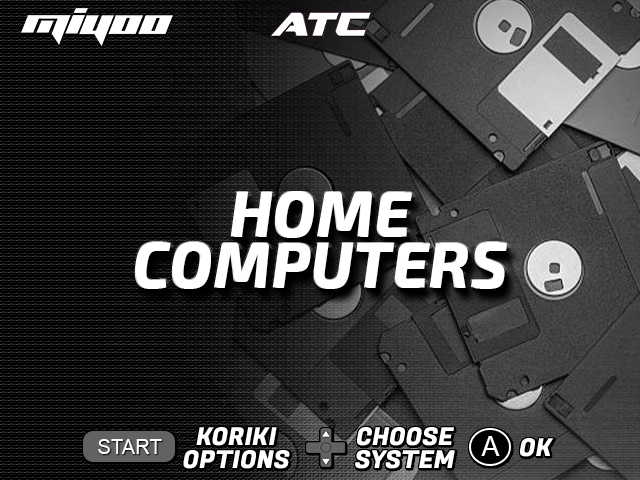 miyoo
ATC
HOME
COMPUTERS
START
KORIKI
OPTIONS
CHOOSE
SYSTEM
A
OK